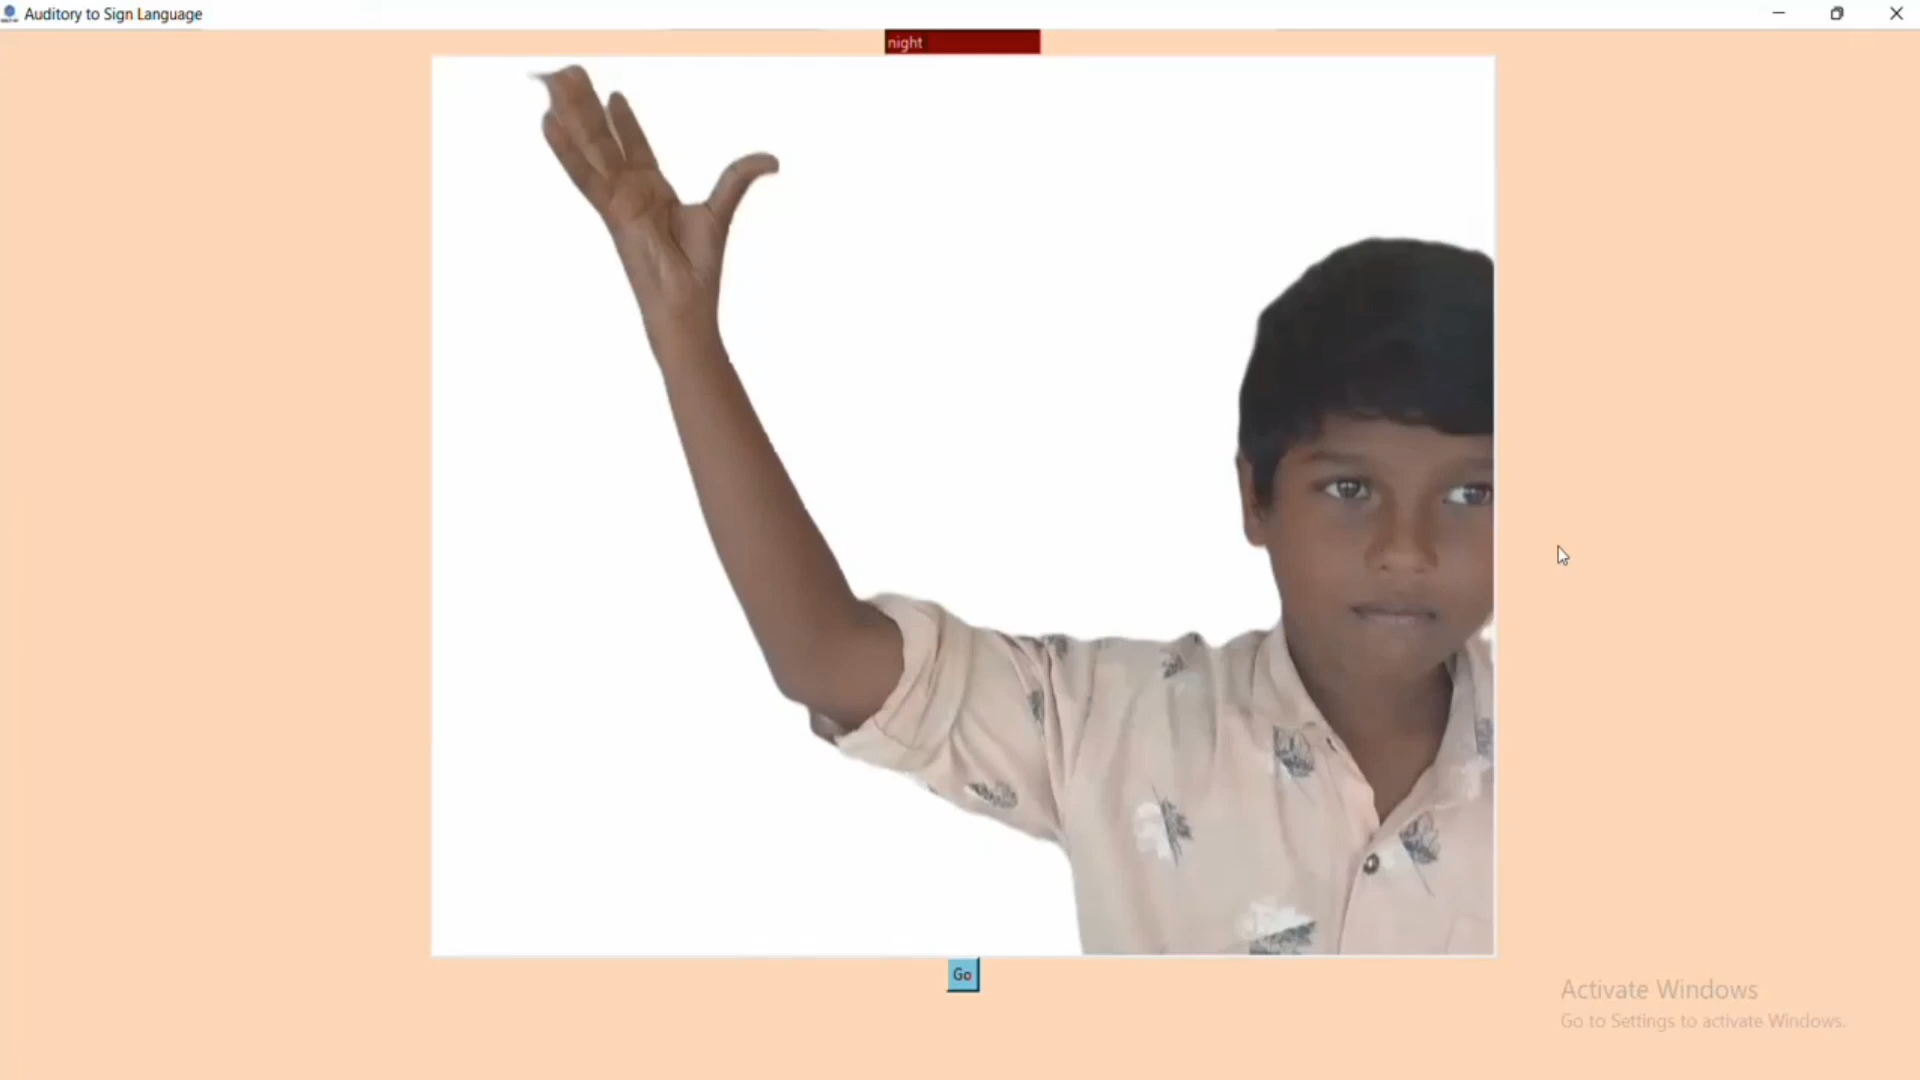 Auditory to Sign Language
night
Go
Activate Windows
Go to Settings to activate Windows.